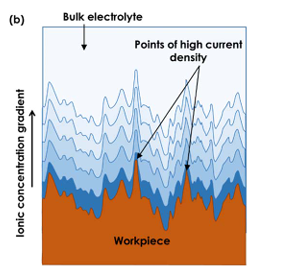 (b)
Bulk electrolyte
Points of high current
density
Ionic concentration gradient
Workpiece